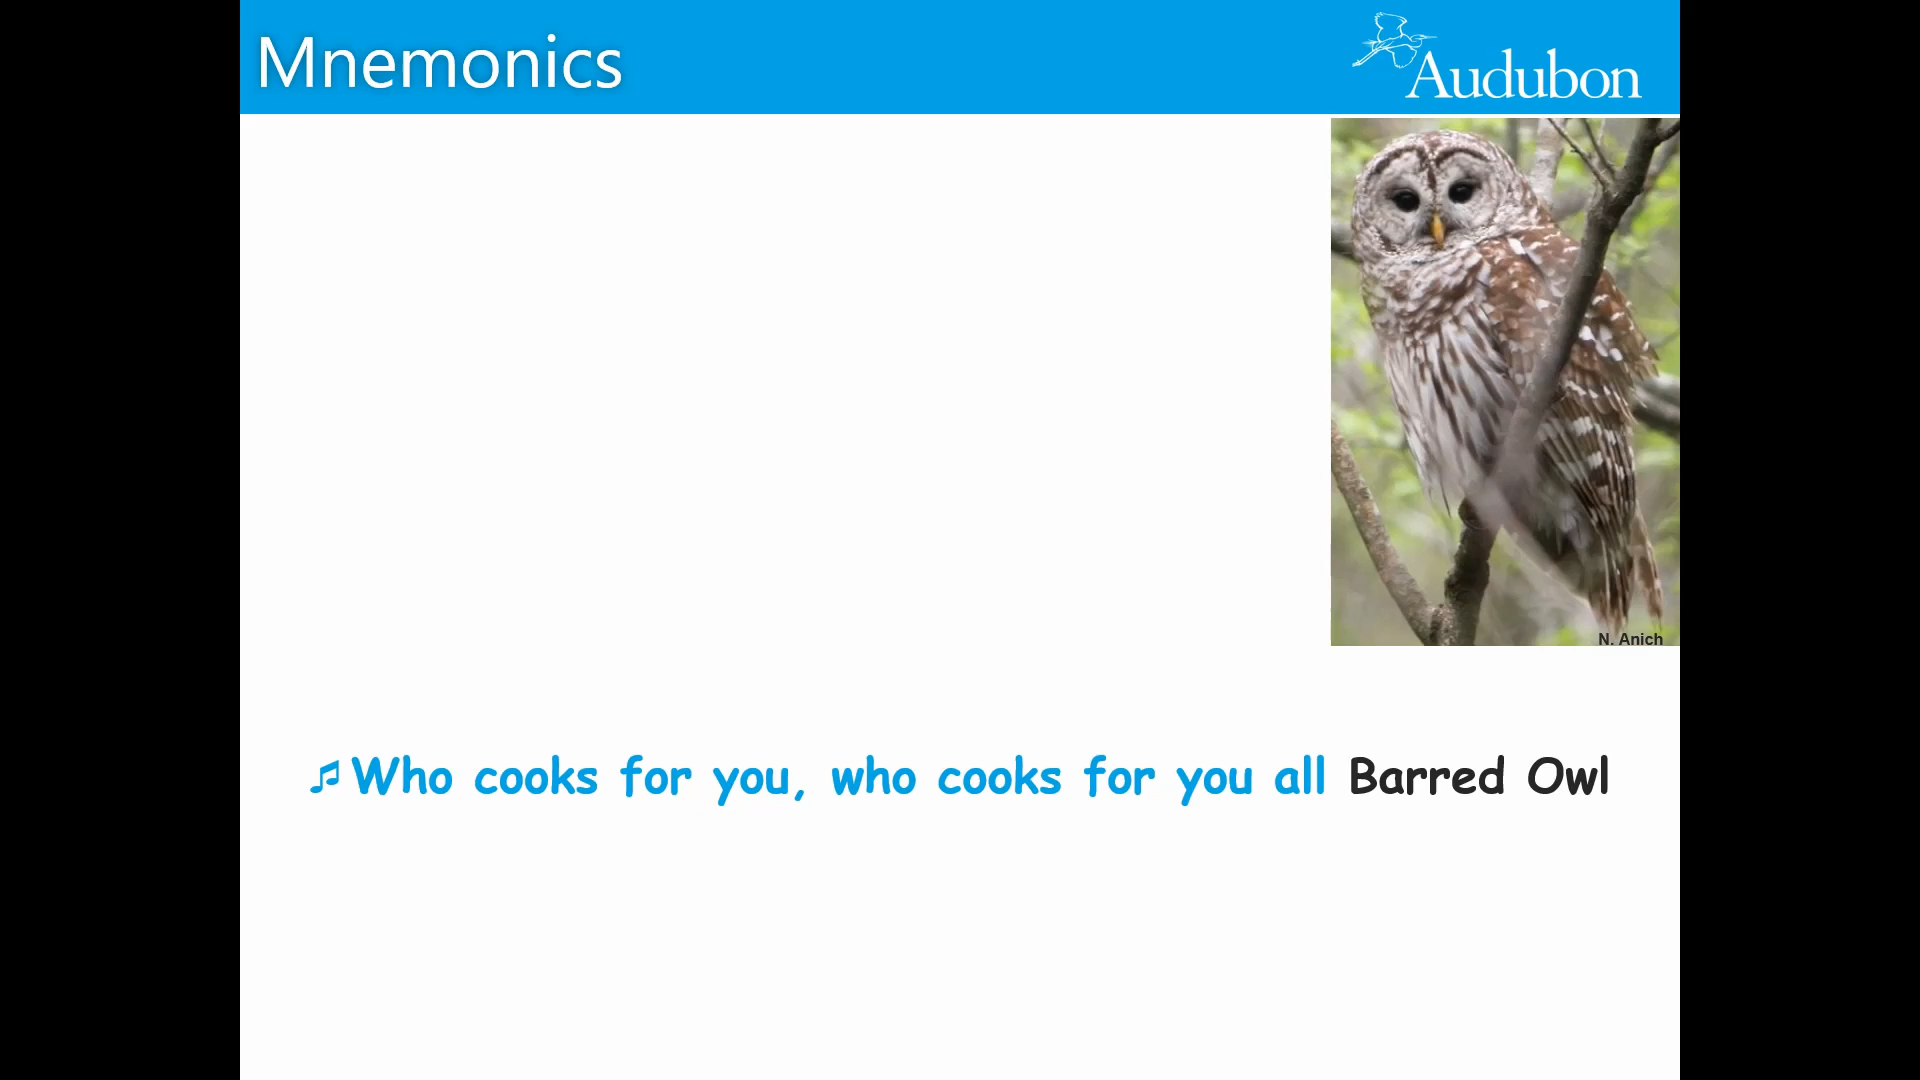 Mnemonics
Audubon
N. Anich
♫ Who cooks for you, who cooks for you all Barred Owl